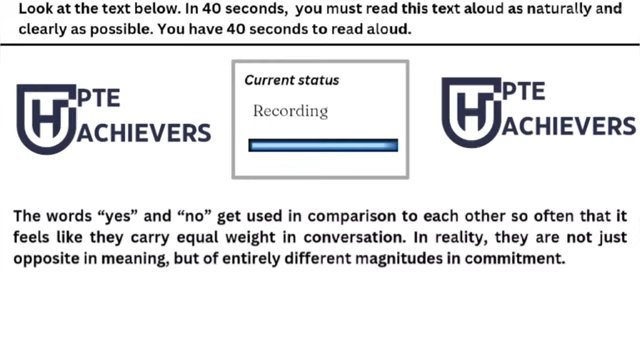 Look at the text below. In 40 seconds, you must read this text aloud as naturally and
clearly as possible. You have 40 seconds to read aloud.
PTE
ACHIEVERS
Current status
Recording
PTE
ACHIEVERS
The words “yes” and “no” get used in comparison to each other so often that it
feels like they carry equal weight in conversation. In reality, they are not just
opposite in meaning, but of entirely different magnitudes in commitment.